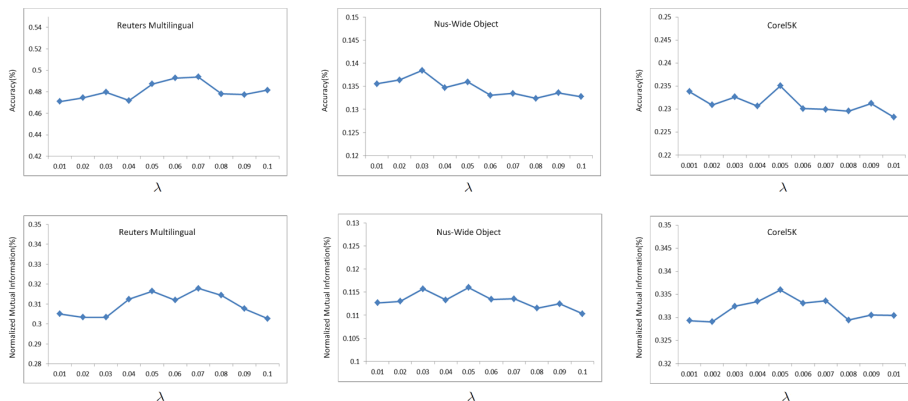 Reuters Multilingual
Accuracy(%)
0.54
0.52
0.5
0.48
0.46
0.44
0.42
0.01 0.02 0.03 0.04 0.05 0.06 0.07 0.08 0.09 0.1
λ
Nus-Wide Object
Accuracy(%)
0.15
0.145
0.14
0.135
0.13
0.125
0.12
0.01 0.02 0.03 0.04 0.05 0.06 0.07 0.08 0.09 0.1
λ
Corel5K
Accuracy(%)
0.25
0.245
0.24
0.235
0.23
0.225
0.22
0.001 0.002 0.003 0.004 0.005 0.006 0.007 0.008 0.009 0.01
λ
Reuters Multilingual
Normalized Mutual Information(%)
0.35
0.34
0.33
0.32
0.31
0.3
0.29
0.28
0.01 0.02 0.03 0.04 0.05 0.06 0.07 0.08 0.09 0.1
λ
Nus-Wide Object
Normalized Mutual Information(%)
0.13
0.125
0.12
0.115
0.11
0.105
0.1
0.01 0.02 0.03 0.04 0.05 0.06 0.07 0.08 0.09 0.1
λ
Corel5K
Normalized Mutual Information(%)
0.35
0.345
0.34
0.335
0.33
0.325
0.32
0.001 0.002 0.003 0.004 0.005 0.006 0.007 0.008 0.009 0.01
λ